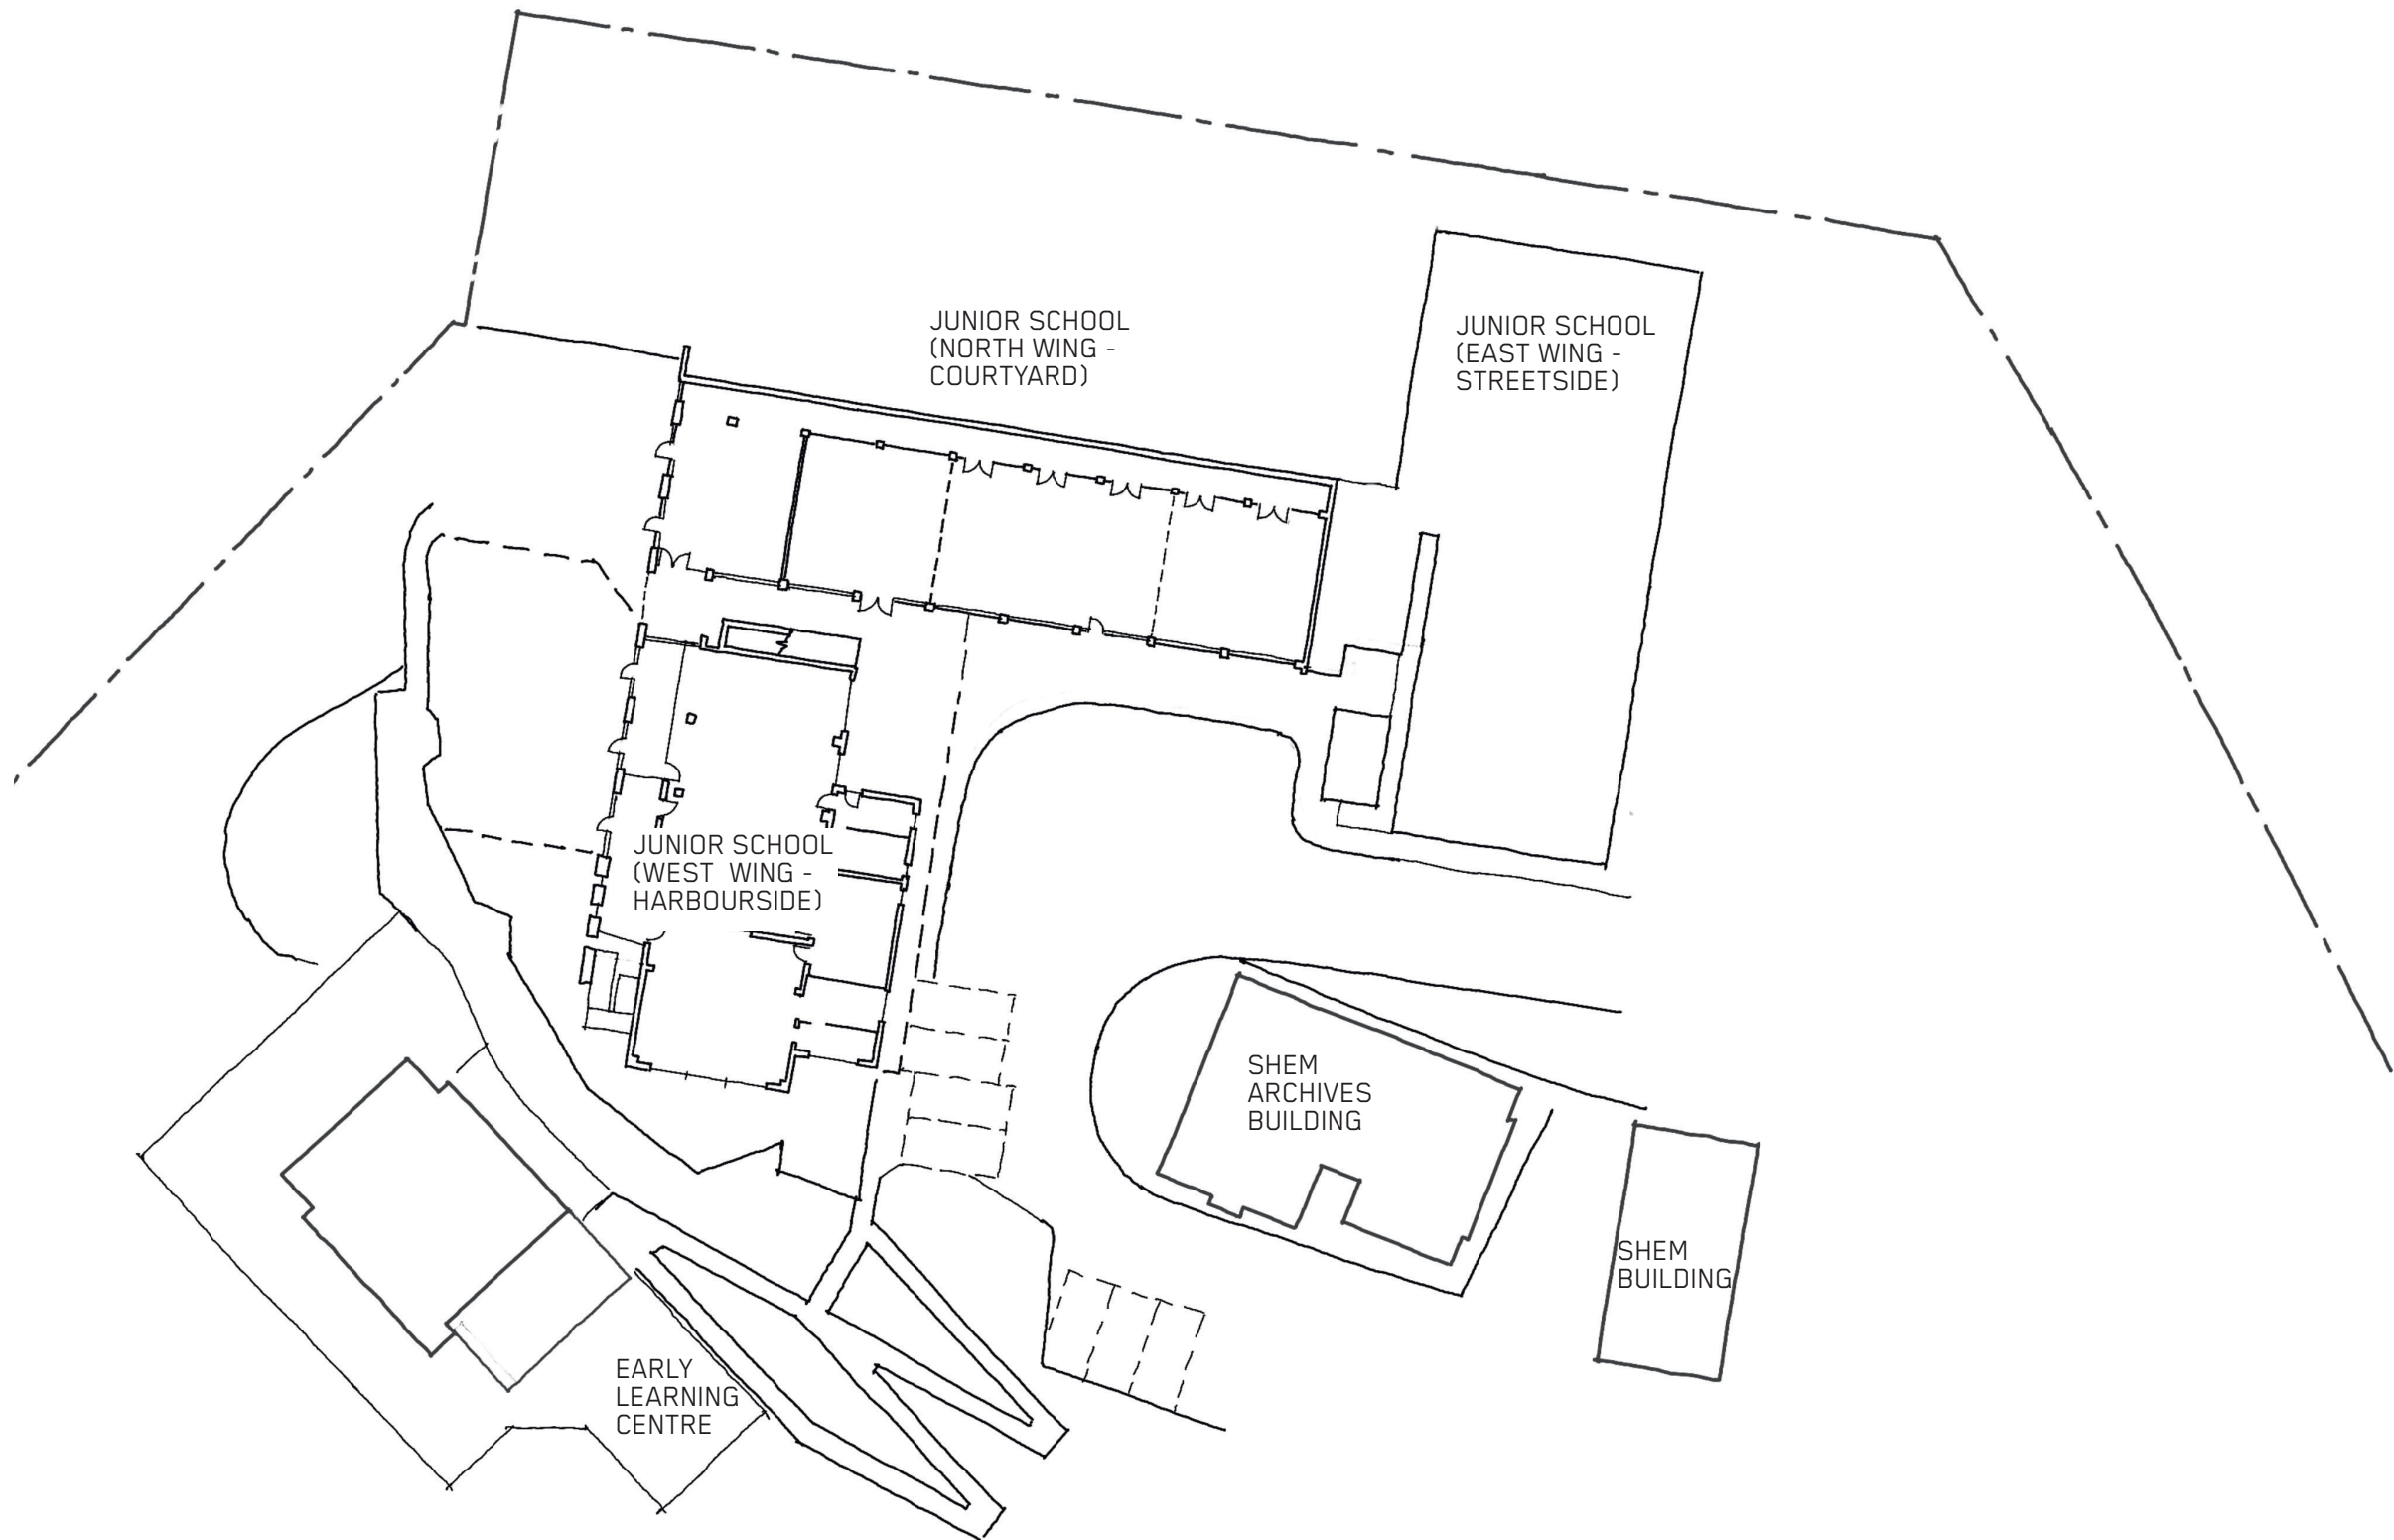 JUNIOR SCHOOL
(NORTH WING -
COURTYARD)
JUNIOR SCHOOL
(EAST WING -
STREETSIDE)
JUNIOR SCHOOL
(WEST WING -
HARBOURSIDE)
SHEM
ARCHIVES
BUILDING
SHEM
BUILDING
EARLY
LEARNING
CENTRE